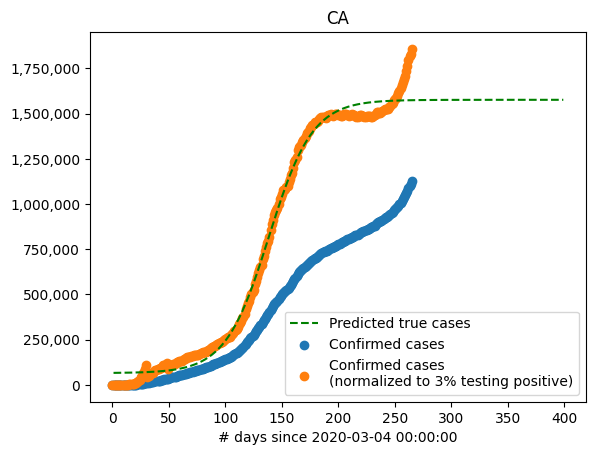 CA
1,750,000
1,500,000
1,250,000
1,000,000
750,000
500,000
250,000
0
0 50 100 150 200 250 300 350 400
# days since 2020-03-04 00:00:00
Predicted true cases
Confirmed cases
Confirmed cases
(normalized to 3% testing positive)